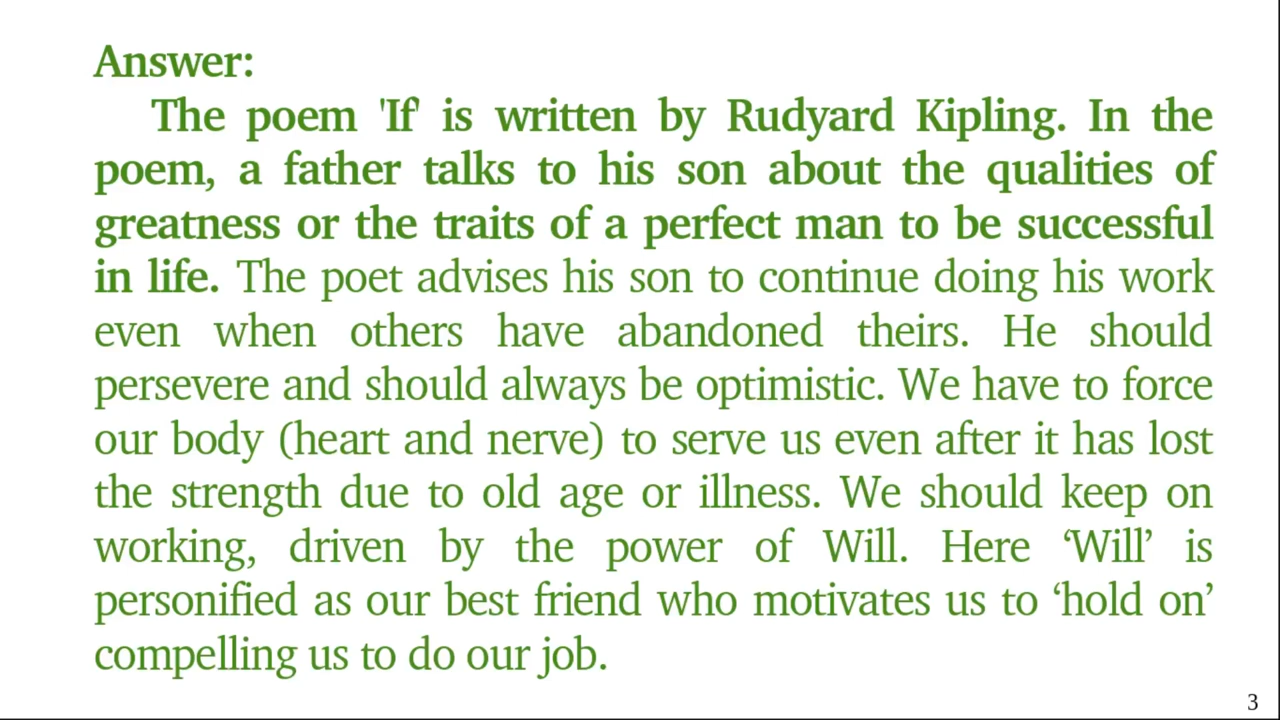 Answer:
The poem 'If' is written by Rudyard Kipling. In the
poem, a father talks to his son about the qualities of
greatness or the traits of a perfect man to be successful
in life. The poet advises his son to continue doing his work
even when others have abandoned theirs. He should
persevere and should always be optimistic. We have to force
our body (heart and nerve) to serve us even after it has lost
the strength due to old age or illness. We should keep on
working, driven by the power of Will. Here ‘Will’ is
personified as our best friend who motivates us to ‘hold on’
compelling us to do our job.
3